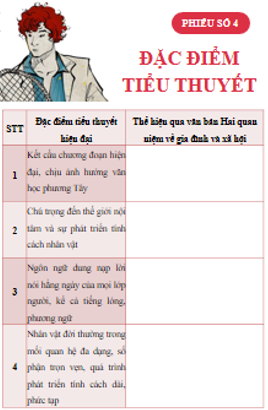 PHIẾU SỐ 4
ĐẶC ĐIỂM
TIỂU THUYẾT
STT
Đặc điểm tiểu thuyết
hiệu đại
Thể hiện qua văn bản Hai quan
niệm về gia đình và xã hội
1
Kết cấu chương đoạn hiện
đại, chịu ảnh hưởng văn
học phương Tây
2
Chú trọng đến thế giới nội
tâm và sự phát triển tính
cách nhân vật
3
Ngôn ngữ dung nạp lời
nói hằng ngày của mọi lớp
người, kể cả tiếng lóng,
phương ngữ
4
Nhân vật đời thường trong
mối quan hệ đa dạng, số
phận trọn vẹn, quá trình
phát triển tính cách dài,
phức tạp